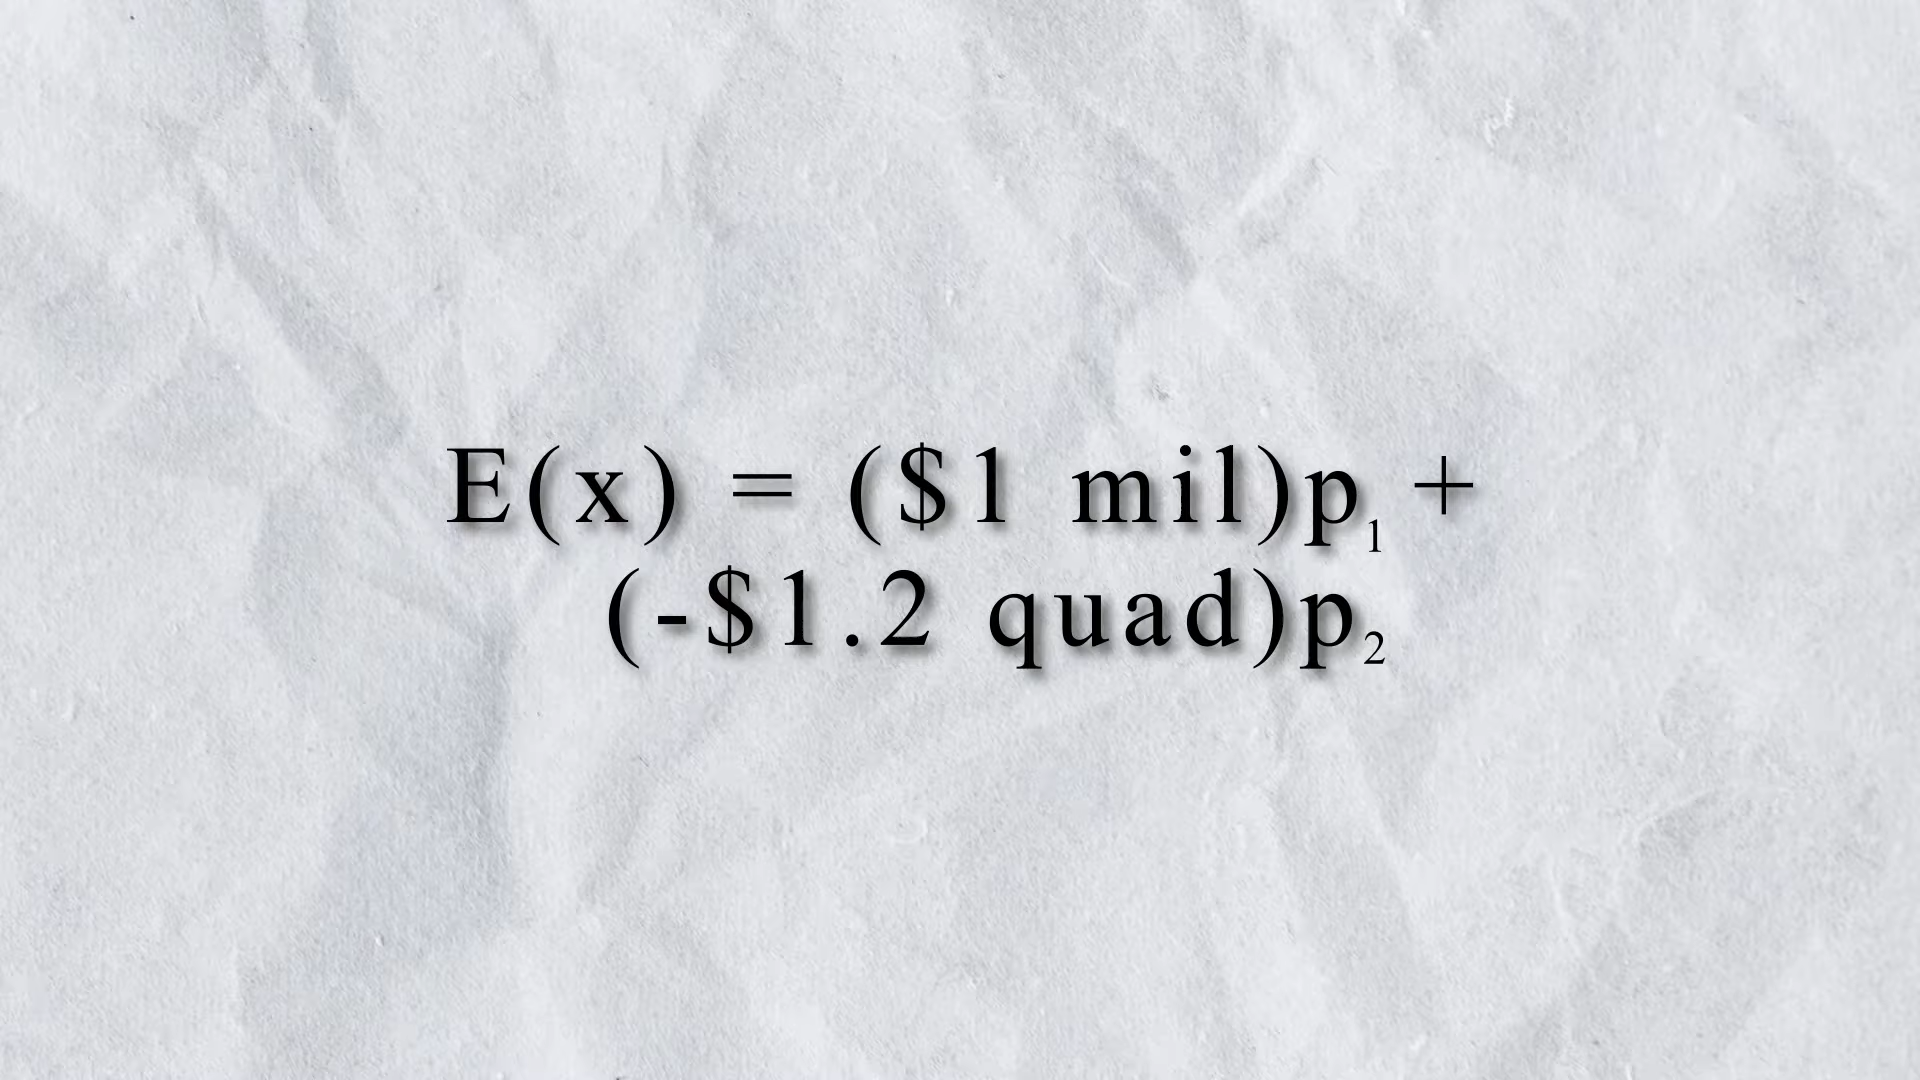 E(x) = ($1 mil)p₁ +
(-$1.2 quad)p₂